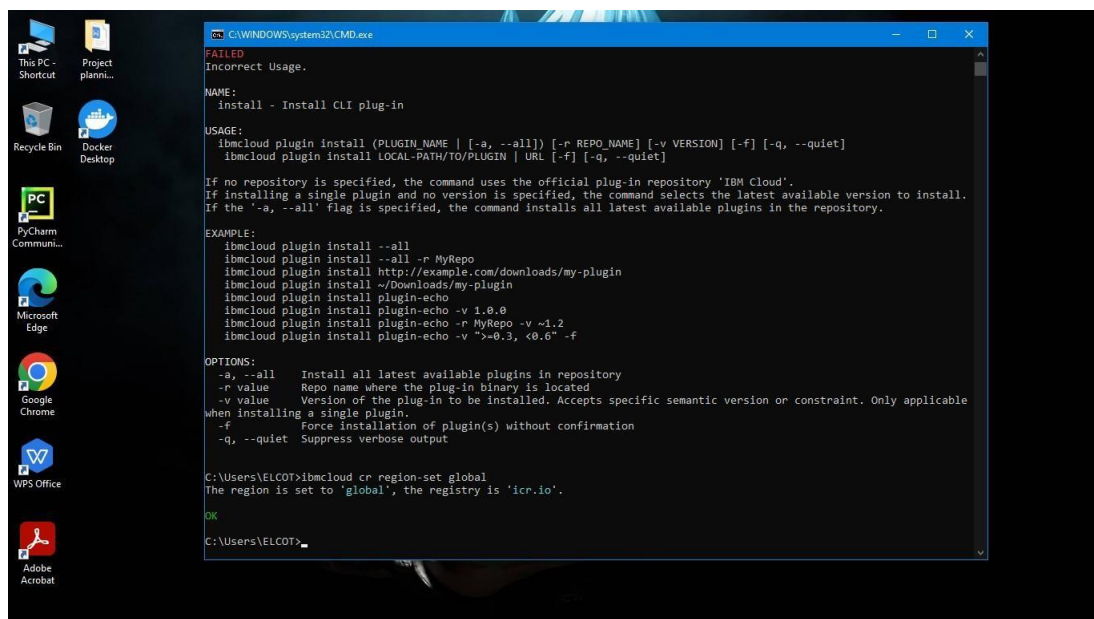 This PC -
Shortcut
Project
planni...
Recycle Bin
Docker
Desktop
PC
PyCharm
Communi...
Microsoft
Edge
Google
Chrome
W
WPS Office
Adobe
Acrobat
C:\WINDOWS\system32\CMD.exe
FAILED
Incorrect Usage.
NAME:
install - Install CLI plug-in
USAGE:
ibmcloud plugin install (PLUGIN_NAME | [-a, --all]) [-r REPO_NAME] [-v VERSION] [-f] [-q, --quiet]
ibmcloud plugin install LOCAL-PATH/TO/PLUGIN | URL [-f] [-q, --quiet]
If no repository is specified, the command uses the official plug-in repository 'IBM Cloud'.
If installing a single plugin and no version is specified, the command selects the latest available version to install.
If the '-a, --all' flag is specified, the command installs all latest available plugins in the repository.
EXAMPLE:
ibmcloud plugin install --all
ibmcloud plugin install --all -r MyRepo
ibmcloud plugin install http://example.com/downloads/my-plugin
ibmcloud plugin install ~/Downloads/my-plugin
ibmcloud plugin install plugin-echo
ibmcloud plugin install plugin-echo -v 1.0.0
ibmcloud plugin install plugin-echo -r MyRepo -v ~1.2
ibmcloud plugin install plugin-echo -v ">=0.3, <0.6" -f
OPTIONS:
-a, --all Install all latest available plugins in repository
-r value Repo name where the plug-in binary is located
-v value Version of the plug-in to be installed. Accepts specific semantic version or constraint. Only applicable
when installing a single plugin.
-f Force installation of plugin(s) without confirmation
-q, --quiet Suppress verbose output
C:\Users\ELCOT>ibmcloud cr region-set global
The region is set to 'global', the registry is 'icr.io'.
OK
C:\Users\ELCOT>